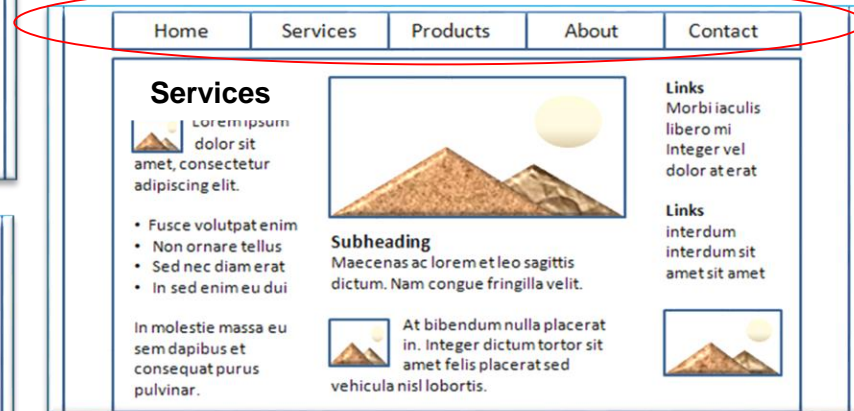 Home Services Products About Contact
Services
Lorem ipsum
dolor sit
amet, consectetur
adipiscing elit.
• Fusce volutpat enim
• Non ornare tellus
• Sed nec diam erat
• In sed enim eu dui
In molestie massa eu
sem dapibus et
consequat purus
pulvinar.
Subheading
Maecenas ac lorem et leo sagittis
dictum. Nam congue fringilla velit.
At bibendum nulla placerat
in. Integer dictum tortor sit
amet felis placerat sed
vehicula nisl lobortis.
Links
Morbi iaculis
libero mi
Integer vel
dolor at erat
Links
interdum
interdum sit
amet sit amet